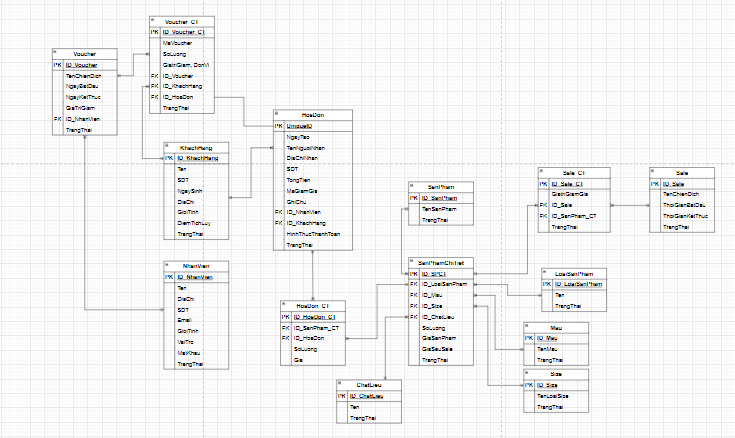 Voucher_CT
PK ID_Voucher_CT
MaVoucher
SoLuong
GiatriGiam, DonVi
FK ID_Voucher
FK ID_KhachHang
FK ID_HoaDon
TrangThai
Voucher
PK ID_Voucher
TenChienDich
NgayBatDau
NgayKetThuc
GiaTriGiam
FK ID_NhanVien
TrangThai
HoaDon
PK UniqueID
NgayTao
TenNguoiNhan
DiaChiNhan
SDT
TongTien
MaGiamGia
GhiChu
FK ID_NhanVien
FK ID_KhachHang
HinhThucThanhToan
TrangThai
KhachHang
PK ID_KhachHang
Ten
SDT
NgaySinh
DiaChi
GioiTinh
DiemTichLuy
TrangThai
SanPham
PK ID_SanPham
TenSanPham
TrangThai
Sale_CT
PK ID_Sale_CT
GiatriGiamGia
FK ID_Sale
FK ID_SanPham_CT
TrangThai
Sale
PK ID_Sale
TenChienDich
ThoiGianBatDau
ThoiGianKetThuc
TrangThai
NhanVien
PK ID_NhanVien
Ten
DiaChi
SDT
Email
GioiTinh
VaiTro
MatKhau
TrangThai
SanPhamChiTiet
PK ID_SPCT
FK ID_LoaiSanPham
FK ID_Mau
FK ID_Size
FK ID_ChatLieu
SoLuong
GiaSanPham
GiaSauSale
TrangThai
LoaiSanPham
PK ID_LoaiSanPham
Ten
TrangThai
HoaDon_CT
PK ID_HoaDon_CT
FK ID_SanPham_CT
FK ID_HoaDon
SoLuong
Gia
Mau
PK ID_Mau
TenMau
TrangThai
Size
PK ID_Size
TenLoaiSize
TrangThai
ChatLieu
PK ID_ChatLieu
Ten
TrangThai